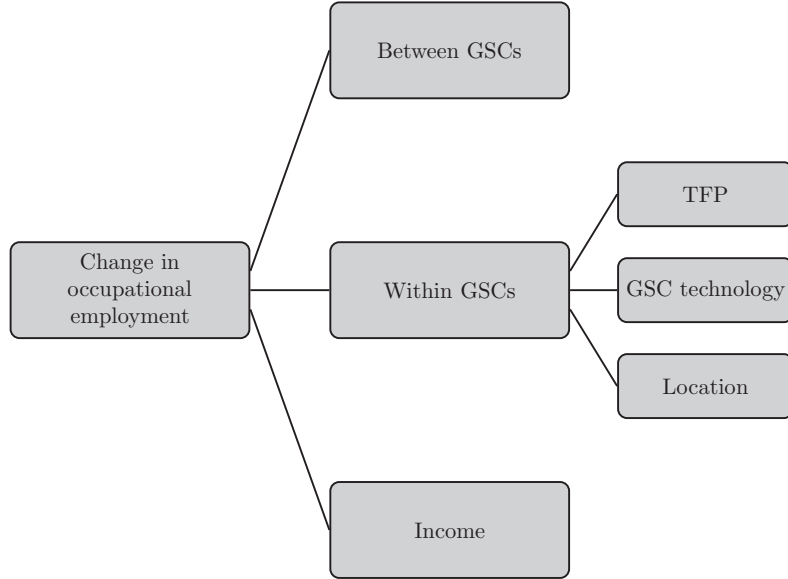 Between GSCs
TFP
Change in
occupational
employment
Within GSCs
GSC technology
Location
Income